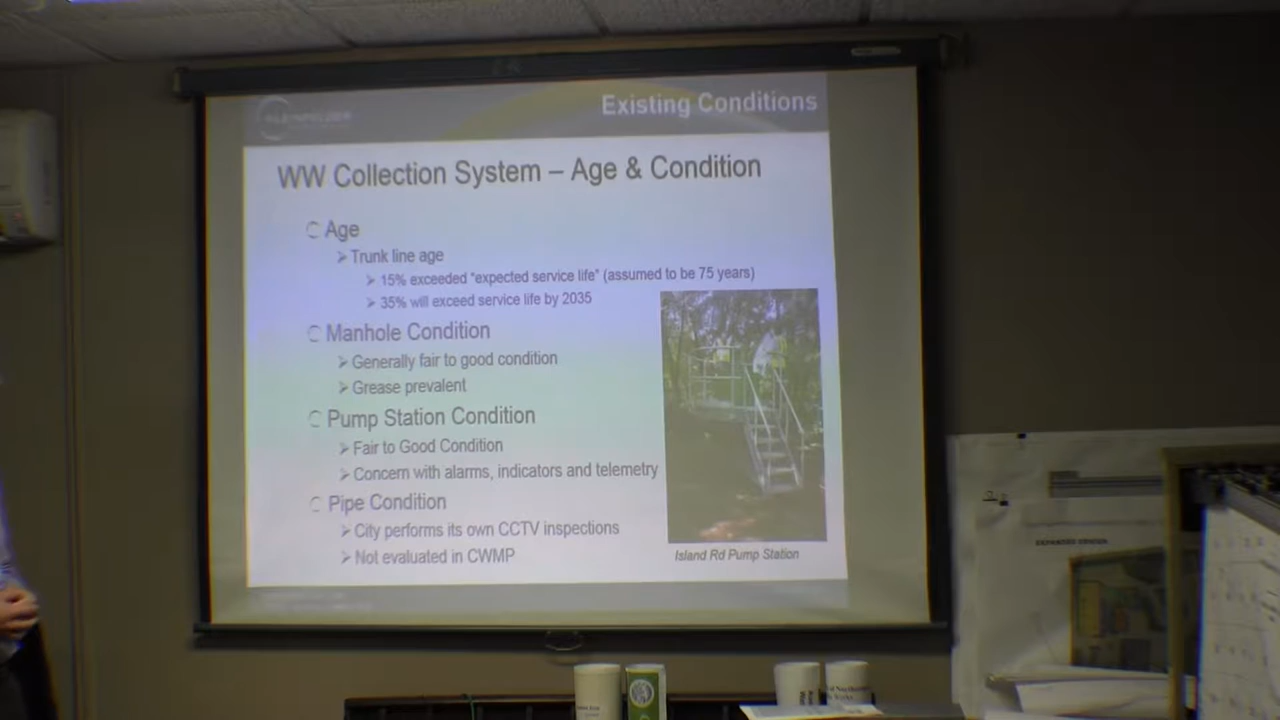 Existing Conditions
WW Collection System – Age & Condition
Age
Trunk line age
15% exceeded "expected service life" (assumed to be 75 years)
35% will exceed service life by 2035
Manhole Condition
Generally fair to good condition
Grease prevalent
Pump Station Condition
Fair to Good Condition
Concern with alarms, indicators and telemetry
Pipe Condition
City performs its own CCTV inspections
Not evaluated in CWMP
Island Rd Pump Station